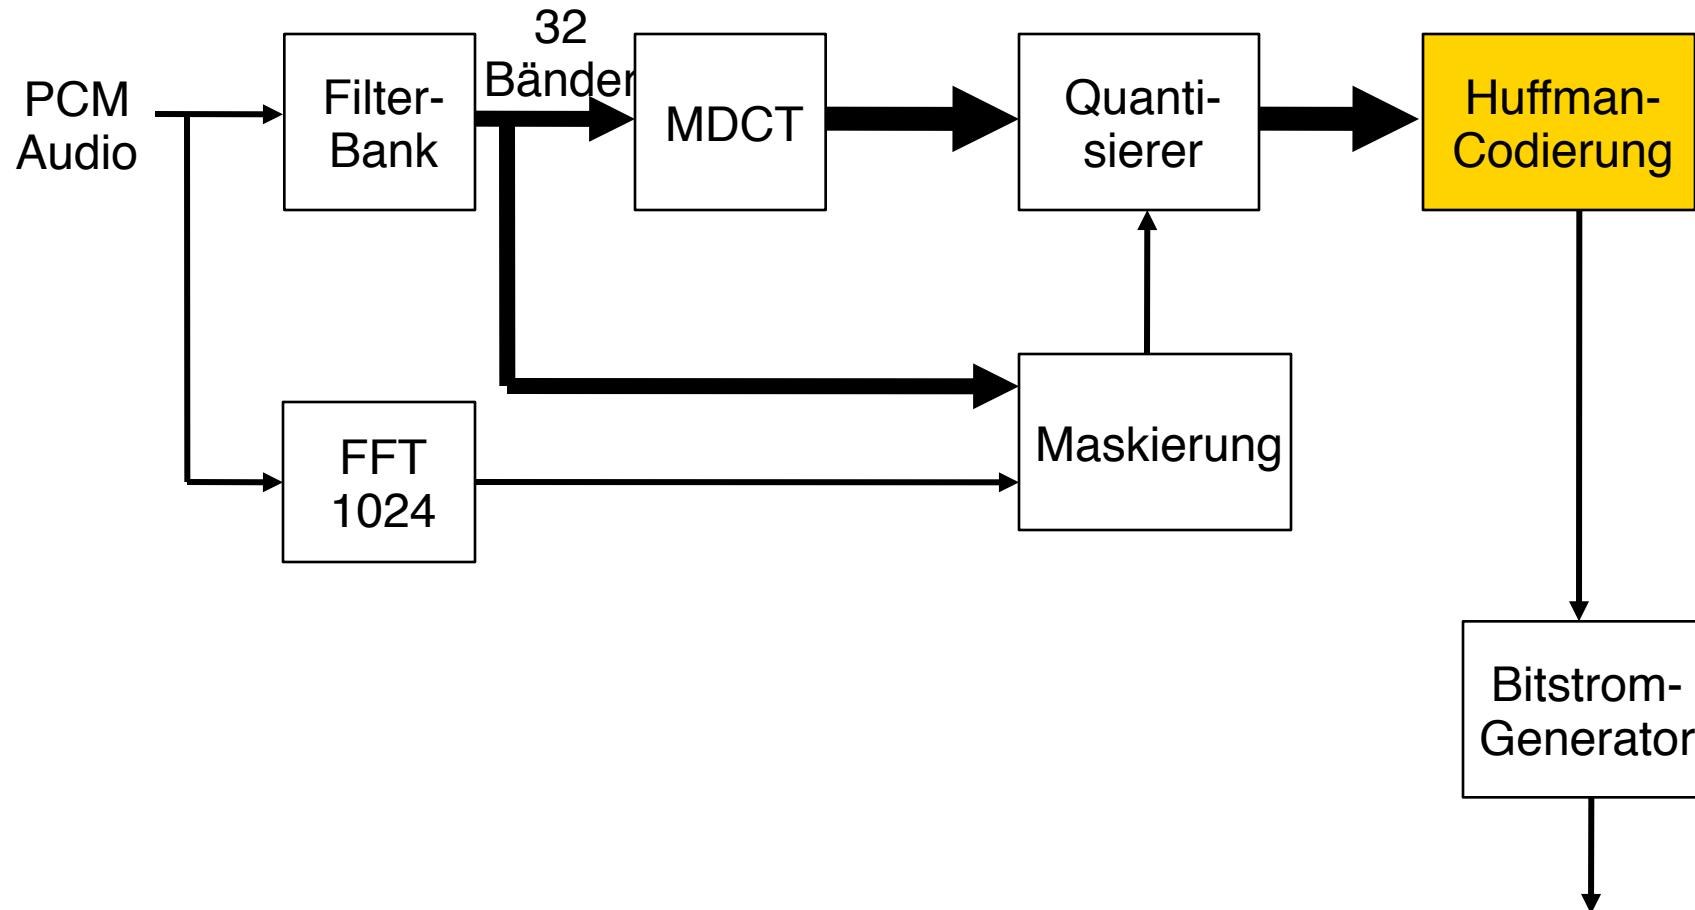 PCM
Audio
Filter-
Bank
32
Bänder
MDCT
Quanti-
sierer
Huffman-
Codierung
FFT
1024
Maskierung
Bitstrom-
Generator